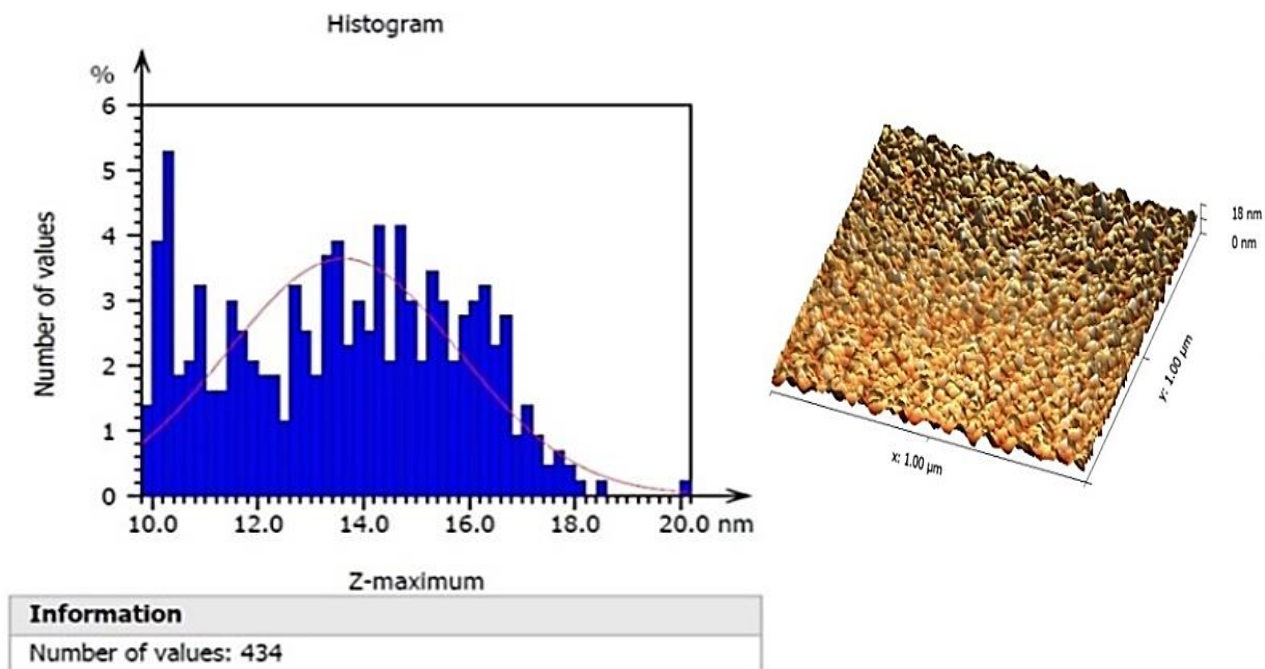 Histogram
%
6
5
4
3
2
1
0
Number of values
10.0 12.0 14.0 16.0 18.0 20.0 nm
Z-maximum
Information
Number of values: 434
18 nm
0 nm
y: 1.00 µm
x: 1.00 µm